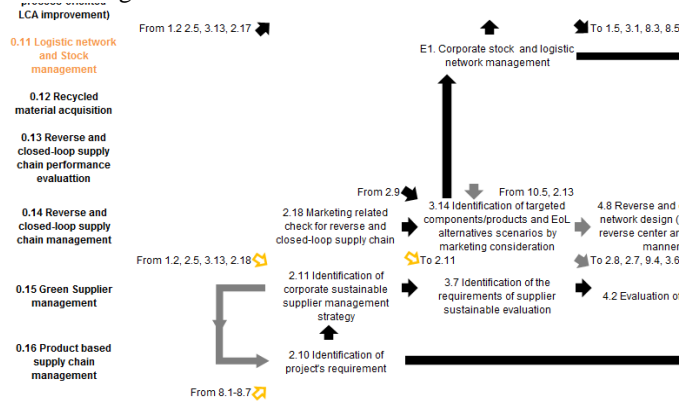 process-oriented
LCA improvement)
From 1.2 2.5, 3.13, 2.17
To 1.5, 3.1, 8.3, 8.5
0.11 Logistic network
and Stock
management
E1. Corporate stock and logistic
network management
0.12 Recycled
material acquisition
0.13 Reverse and
closed-loop supply
chain performance
evaluattion
From 2.9
From 10.5, 2.13
0.14 Reverse and
closed-loop supply
chain management
2.18 Marketing related
check for reverse and
closed-loop supply chain
3.14 Identification of targeted
components/products and EoL
alternatives scenarios by
marketing consideration
4.8 Reverse and
network design (
reverse center an
manner
From 1.2, 2.5, 3.13, 2.18
To 2.11
To 2.8, 2.7, 9.4, 3.6
0.15 Green Supplier
management
2.11 Identification of
corporate sustainable
supplier management
strategy
3.7 Identification of the
requirements of supplier
sustainable evaluation
4.2 Evaluation of
0.16 Product based
supply chain
management
2.10 Identification of
project's requirement
From 8.1-8.7